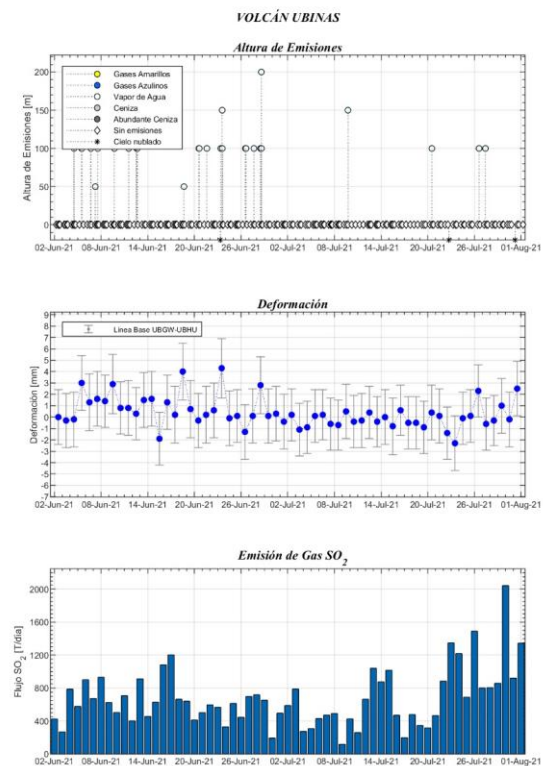 VOLCÁN UBINAS
Altura de Emisiones
Gases Amarillos
Gases Azulinos
Vapor de Agua
Ceniza
Abundante Ceniza
Sin emisiones
Cielo nublado
Altura de Emisiones [m]
200
150
100
50
0
02-Jun-21 08-Jun-21 14-Jun-21 20-Jun-21 26-Jun-21 02-Jul-21 08-Jul-21 14-Jul-21 20-Jul-21 26-Jul-21 01-Aug-21
Deformación
Línea Base UBGW-UBHU
Deformación [mm]
9
8
7
6
5
4
3
2
1
0
-1
-2
-3
-4
-5
-6
-7
02-Jun-21 08-Jun-21 14-Jun-21 20-Jun-21 26-Jun-21 02-Jul-21 08-Jul-21 14-Jul-21 20-Jul-21 26-Jul-21 01-Aug-21
Emisión de Gas SO2
Flujo SO2 [T/día]
2000
1600
1200
800
400
0
02-Jun-21 08-Jun-21 14-Jun-21 20-Jun-21 26-Jun-21 02-Jul-21 08-Jul-21 14-Jul-21 20-Jul-21 26-Jul-21 01-Aug-21